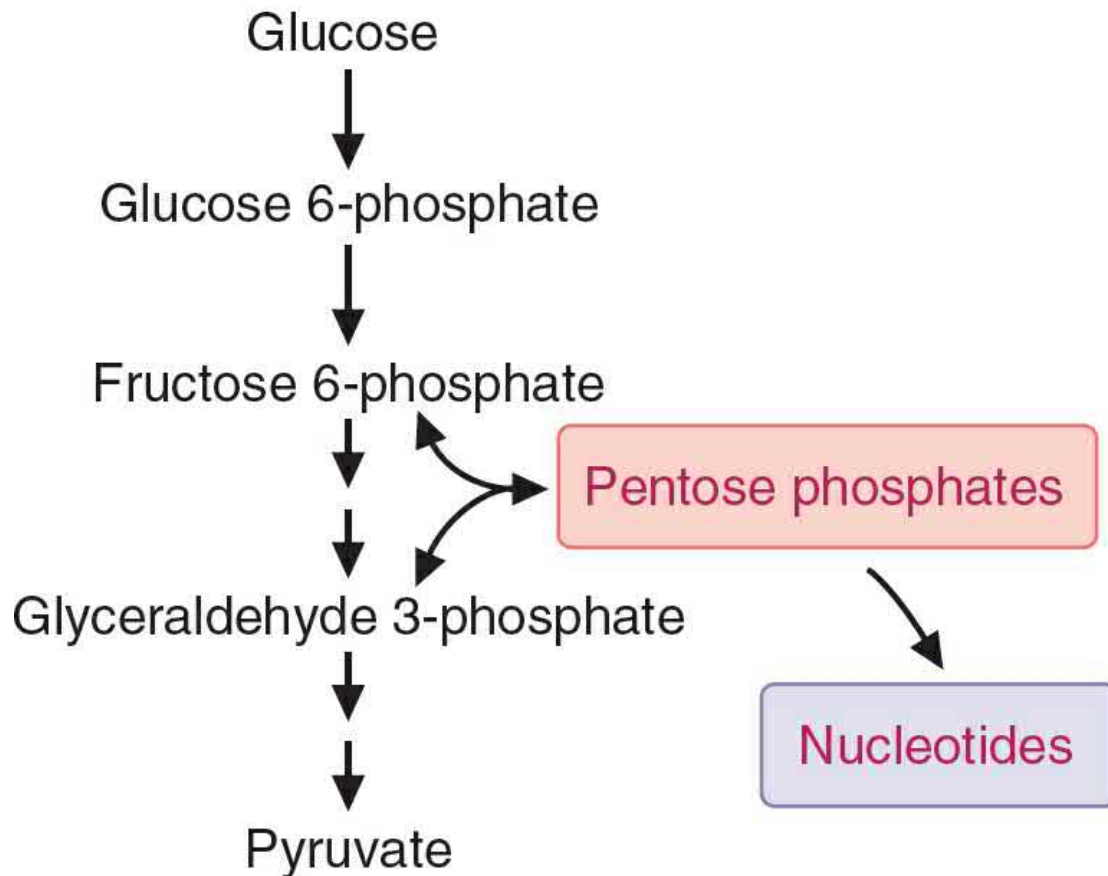 Glucose
Glucose 6-phosphate
Fructose 6-phosphate
Pentose phosphates
Glyceraldehyde 3-phosphate
Nucleotides
Pyruvate